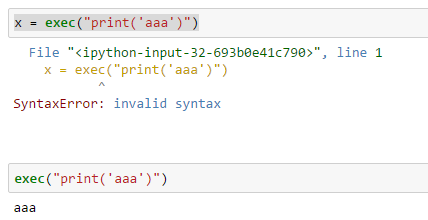 x = exec("print('aaa')")
File "<ipython-input-32-693b0e41c790>", line 1
x = exec("print('aaa')")
^
SyntaxError: invalid syntax
exec("print('aaa')")
aaa